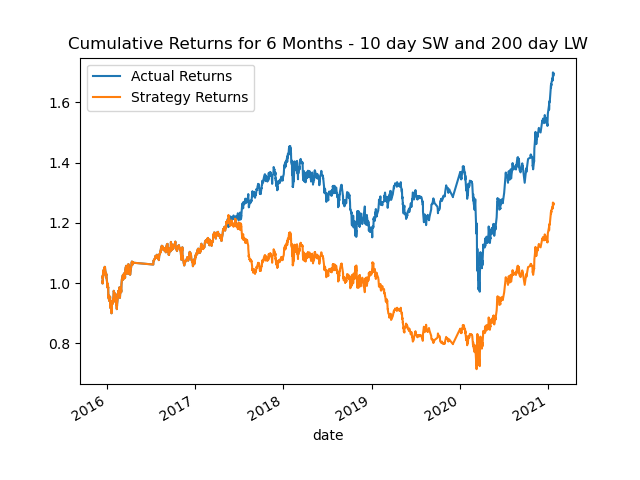 Cumulative Returns for 6 Months - 10 day SW and 200 day LW
Actual Returns
Strategy Returns
1.6
1.4
1.2
1.0
0.8
2016
2017
2018
2019
2020
2021
date